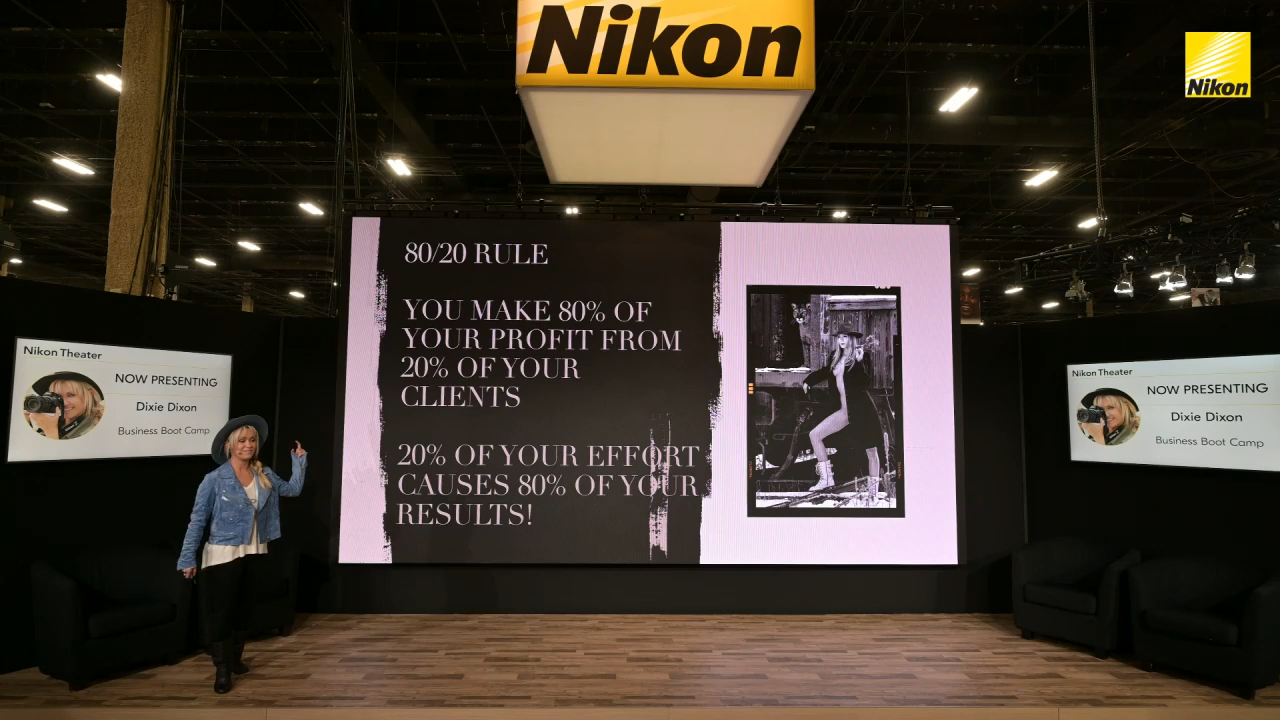 Nikon
Nikon
80/20 RULE
YOU MAKE 80% OF
YOUR PROFIT FROM
20% OF YOUR
CLIENTS
20% OF YOUR EFFORT
CAUSES 80% OF YOUR
RESULTS!
Nikon Theater
NOW PRESENTING
Dixie Dixon
Business Boot Camp
Nikon Theater
NOW PRESENTING
Dixie Dixon
Business Boot Camp